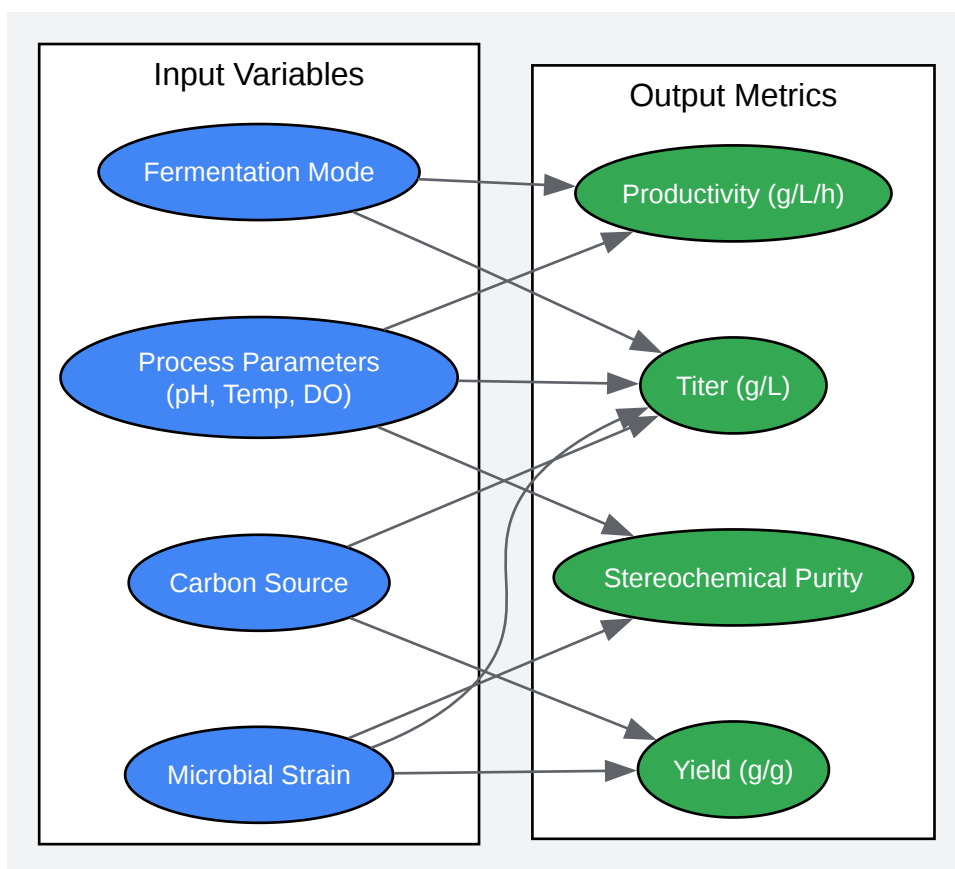 Input Variables
Fermentation Mode
Process Parameters
(pH, Temp, DO)
Carbon Source
Microbial Strain
Output Metrics
Productivity (g/L/h)
Titer (g/L)
Stereochemical Purity
Yield (g/g)